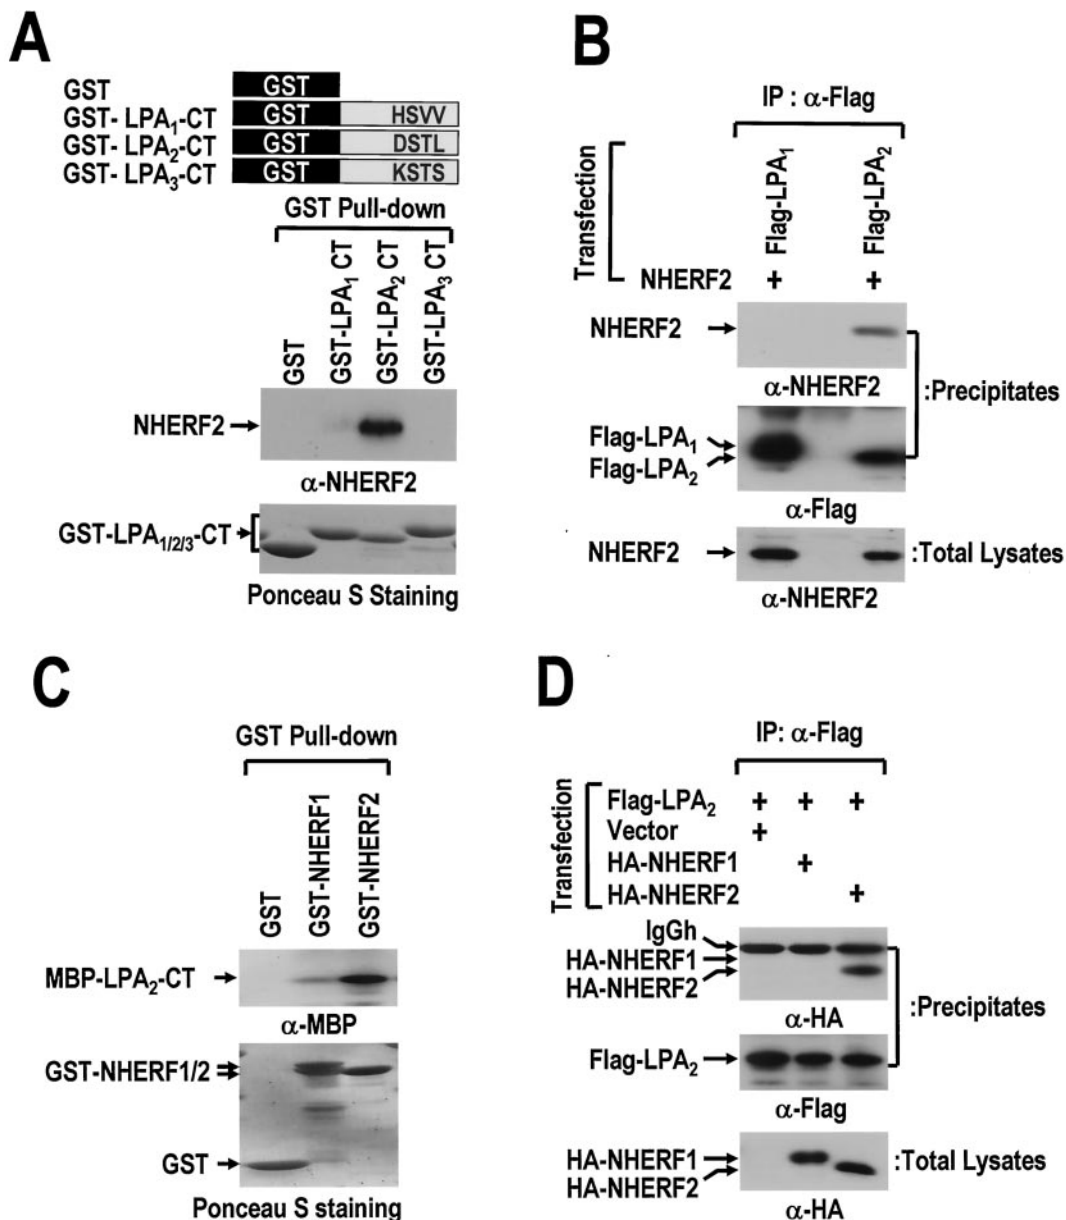 A
GST GST
GST- LPA₁-CT GST HSVV
GST- LPA₂-CT GST DSTL
GST- LPA₃-CT GST KSTS
GST Pull-down
GST
GST-LPA₁ CT
GST-LPA₂ CT
GST-LPA₃ CT
NHERF2
α-NHERF2
GST-LPA₁/₂/₃-CT
Ponceau S Staining
B
IP : α-Flag
Transfection
Flag-LPA₁
Flag-LPA₂
NHERF2 + +
NHERF2
α-NHERF2
:Precipitates
Flag-LPA₁
Flag-LPA₂
α-Flag
NHERF2 :Total Lysates
α-NHERF2
C
GST Pull-down
GST
GST-NHERF1
GST-NHERF2
MBP-LPA₂-CT
α-MBP
GST-NHERF1/2
GST
Ponceau S staining
D
IP: α-Flag
Transfection
Flag-LPA₂ + + +
Vector +
HA-NHERF1 +
HA-NHERF2 +
IgGh
HA-NHERF1
HA-NHERF2
α-HA
:Precipitates
Flag-LPA₂
α-Flag
HA-NHERF1
HA-NHERF2
:Total Lysates
α-HA